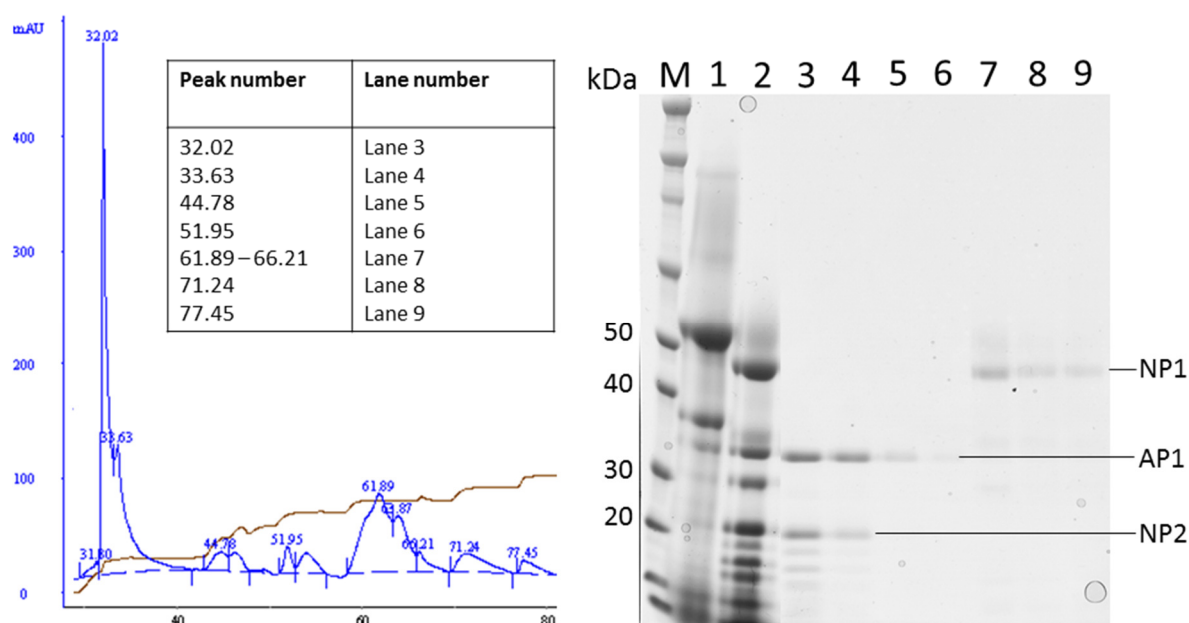 mAU
32.02
400
300
200
100
0
33.63
31.80
44.78
51.95
61.89
63.87
66.21
71.24
77.45
40
60
80
Peak number Lane number
32.02 Lane 3
33.63 Lane 4
44.78 Lane 5
51.95 Lane 6
61.89–66.21 Lane 7
71.24 Lane 8
77.45 Lane 9
kDa M 1 2 3 4 5 6 7 8 9
50
40
30
20
NP1
AP1
NP2